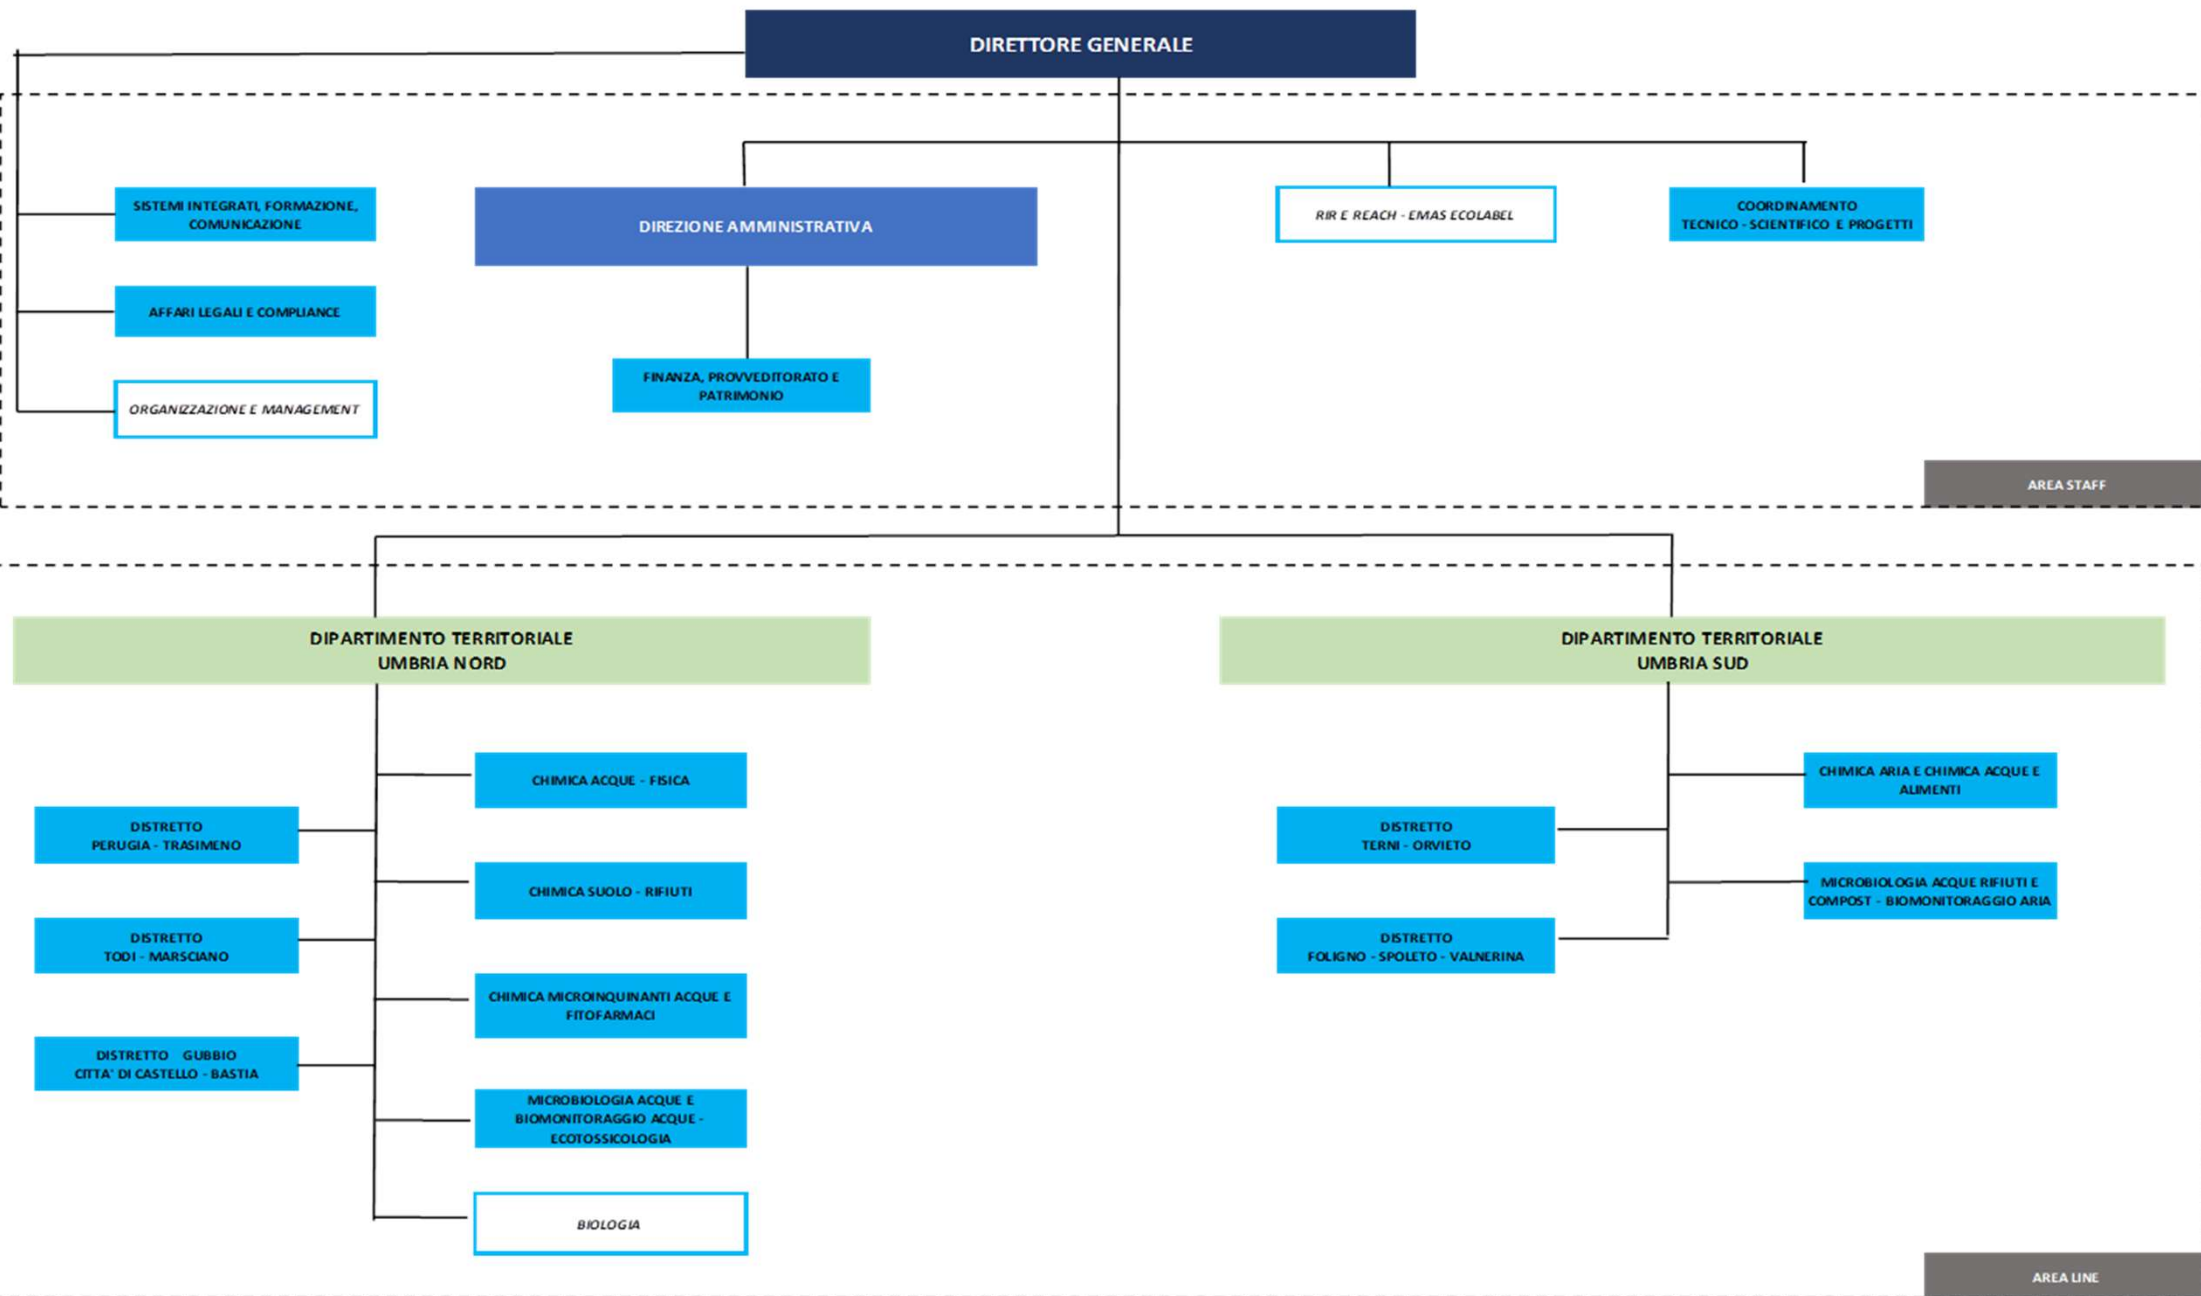 DIRETTORE GENERALE
SISTEMI INTEGRATI, FORMAZIONE,
COMUNICAZIONE
DIREZIONE AMMINISTRATIVA
RIR E REACH - EMAS ECOLABEL
COORDINAMENTO
TECNICO - SCIENTIFICO E PROGETTI
AFFARI LEGALI E COMPLIANCE
FINANZA, PROVVEDITORATO E
PATRIMONIO
ORGANIZZAZIONE E MANAGEMENT
AREA STAFF
DIPARTIMENTO TERRITORIALE
UMBRIA NORD
DIPARTIMENTO TERRITORIALE
UMBRIA SUD
CHIMICA ACQUE - FISICA
DISTRETTO
PERUGIA - TRASIMENO
CHIMICA SUOLO - RIFIUTI
DISTRETTO
TODI - MARSCIANO
CHIMICA MICROINQUINANTI ACQUE E
FITOFARMACI
DISTRETTO GUBBIO
CITTA' DI CASTELLO - BASTIA
MICROBIOLOGIA ACQUE E
BIOMONITORAGGIO ACQUE -
ECOTOSSICOLOGIA
BIOLOGIA
CHIMICA ARIA E CHIMICA ACQUE E
ALIMENTI
DISTRETTO
TERNI - ORVIETO
MICROBIOLOGIA ACQUE RIFIUTI E
COMPOST - BIOMONITORAGGIO ARIA
DISTRETTO
FOLIGNO - SPOLETO - VALNERINA
AREA LINE